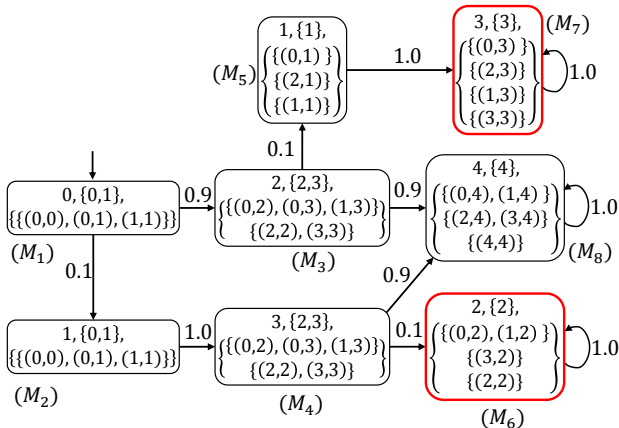 1, {1},
{(0,1) }
{(2,1)}
{(1,1)}
(M₅)
1.0
3, {3},
{(0,3) }
{(2,3)}
{(1,3)}
{(3,3)}
(M₇)
1.0
0.1
0, {0,1},
{{(0,0), (0,1), (1,1)}}
(M₁)
0.9
2, {2,3},
{(0,2), (0,3), (1,3)}
{(2,2), (3,3)}
(M₃)
0.9
4, {4},
{(0,4), (1,4) }
{(2,4), (3,4)}
{(4,4)}
(M₈)
1.0
0.1
0.9
1, {0,1},
{{(0,0), (0,1), (1,1)}}
(M₂)
1.0
3, {2,3},
{(0,2), (0,3), (1,3)}
{(2,2), (3,3)}
(M₄)
0.1
2, {2},
{(0,2), (1,2) }
{(3,2)}
{(2,2)}
(M₆)
1.0